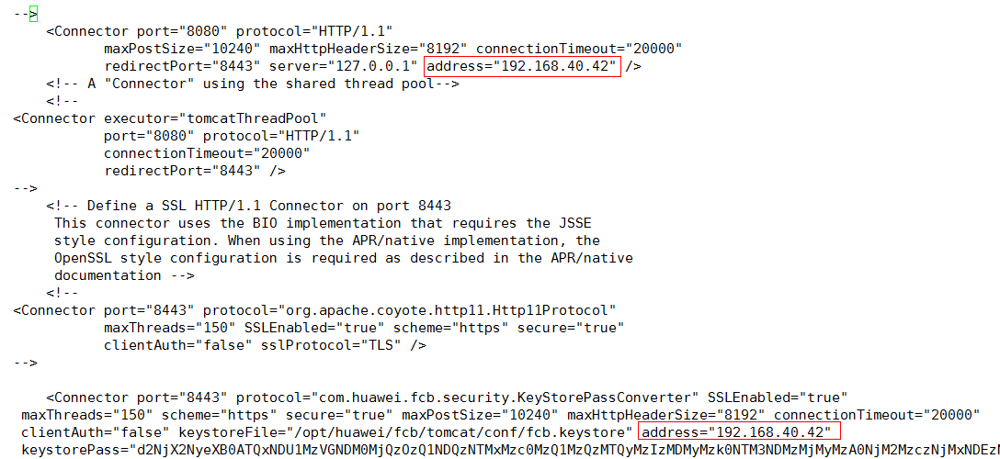 -->
<Connector port="8080" protocol="HTTP/1.1"
maxPostSize="10240" maxHttpHeaderSize="8192" connectionTimeout="20000"
redirectPort="8443" server="127.0.0.1" address="192.168.40.42" />
<!-- A "Connector" using the shared thread pool-->
<!--
<Connector executor="tomcatThreadPool"
port="8080" protocol="HTTP/1.1"
connectionTimeout="20000"
redirectPort="8443" />
-->
<!-- Define a SSL HTTP/1.1 Connector on port 8443
This connector uses the BIO implementation that requires the JSSE
style configuration. When using the APR/native implementation, the
OpenSSL style configuration is required as described in the APR/native
documentation -->
<!--
<Connector port="8443" protocol="org.apache.coyote.http11.Http11Protocol"
maxThreads="150" SSLEnabled="true" scheme="https" secure="true"
clientAuth="false" sslProtocol="TLS" />
-->
<Connector port="8443" protocol="com.huawei.fcb.security.KeyStorePassConverter" SSLEnabled="true"
maxThreads="150" scheme="https" secure="true" maxPostSize="10240" maxHttpHeaderSize="8192" connectionTimeout="20000"
clientAuth="false" keystoreFile="/opt/huawei/fcb/tomcat/conf/fcb.keystore" address="192.168.40.42"
keystorePass="d2NjX2NyeXB0ATQxNDU1MzVGNDM0MjQzOzQ1NDQzNTMxMzc0MzQ1MzQzMTQyMzIzMDMyMzk0NTM3NDMzMjMyMzA0NjM2MzczNjMxNDEz